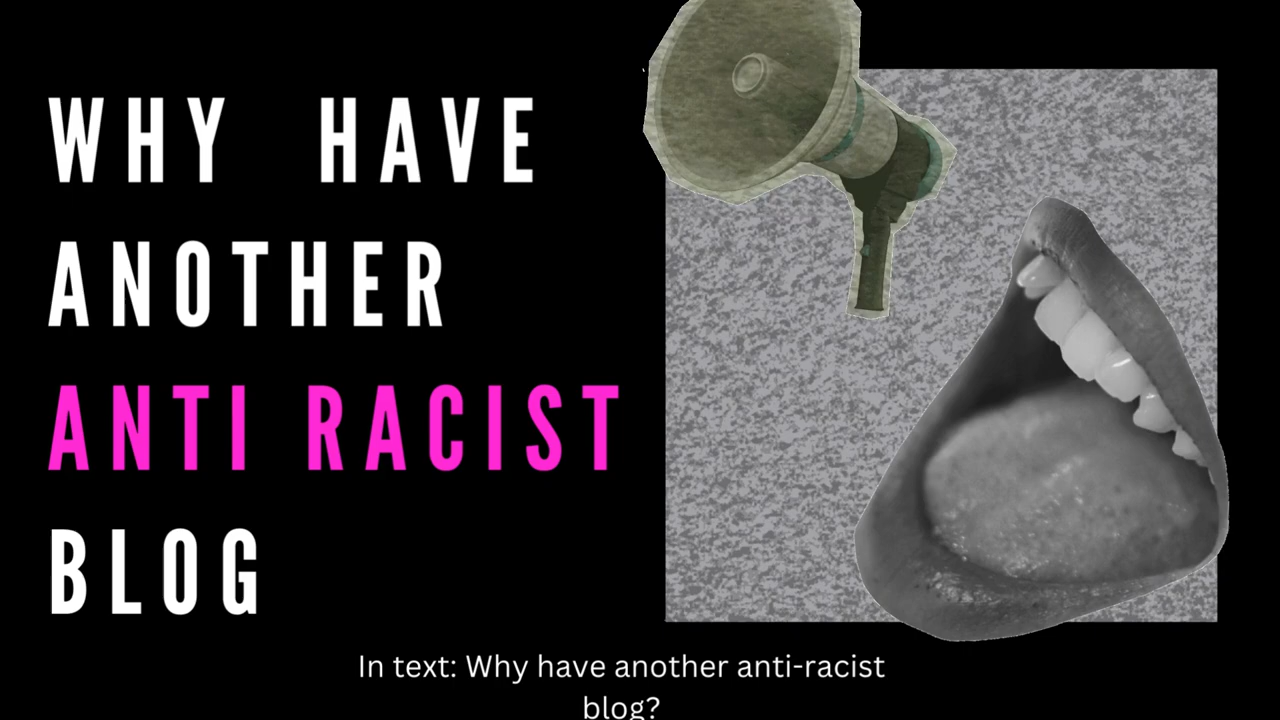 WHY HAVE
ANOTHER
ANTI RACIST
BLOG
In text: Why have another anti-racist
blog?